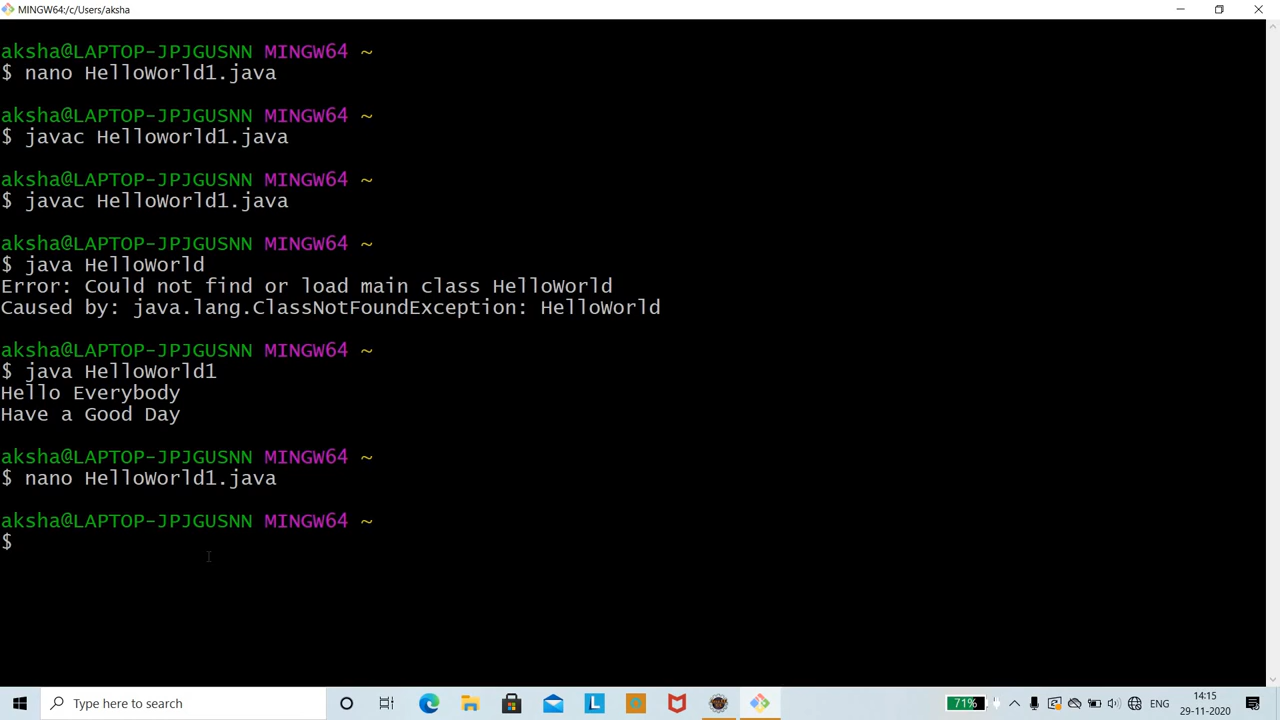 MINGW64:/c/Users/aksha
aksha@LAPTOP-JPJGUSNN MINGW64 ~
$ nano HelloWorld1.java
aksha@LAPTOP-JPJGUSNN MINGW64 ~
$ javac Helloworld1.java
aksha@LAPTOP-JPJGUSNN MINGW64 ~
$ javac HelloWorld1.java
aksha@LAPTOP-JPJGUSNN MINGW64 ~
$ java HelloWorld
Error: Could not find or load main class HelloWorld
Caused by: java.lang.ClassNotFoundException: HelloWorld
aksha@LAPTOP-JPJGUSNN MINGW64 ~
$ java HelloWorld1
Hello Everybody
Have a Good Day
aksha@LAPTOP-JPJGUSNN MINGW64 ~
$ nano HelloWorld1.java
aksha@LAPTOP-JPJGUSNN MINGW64 ~
$
Type here to search
L
71%
ENG
14:15
29-11-2020